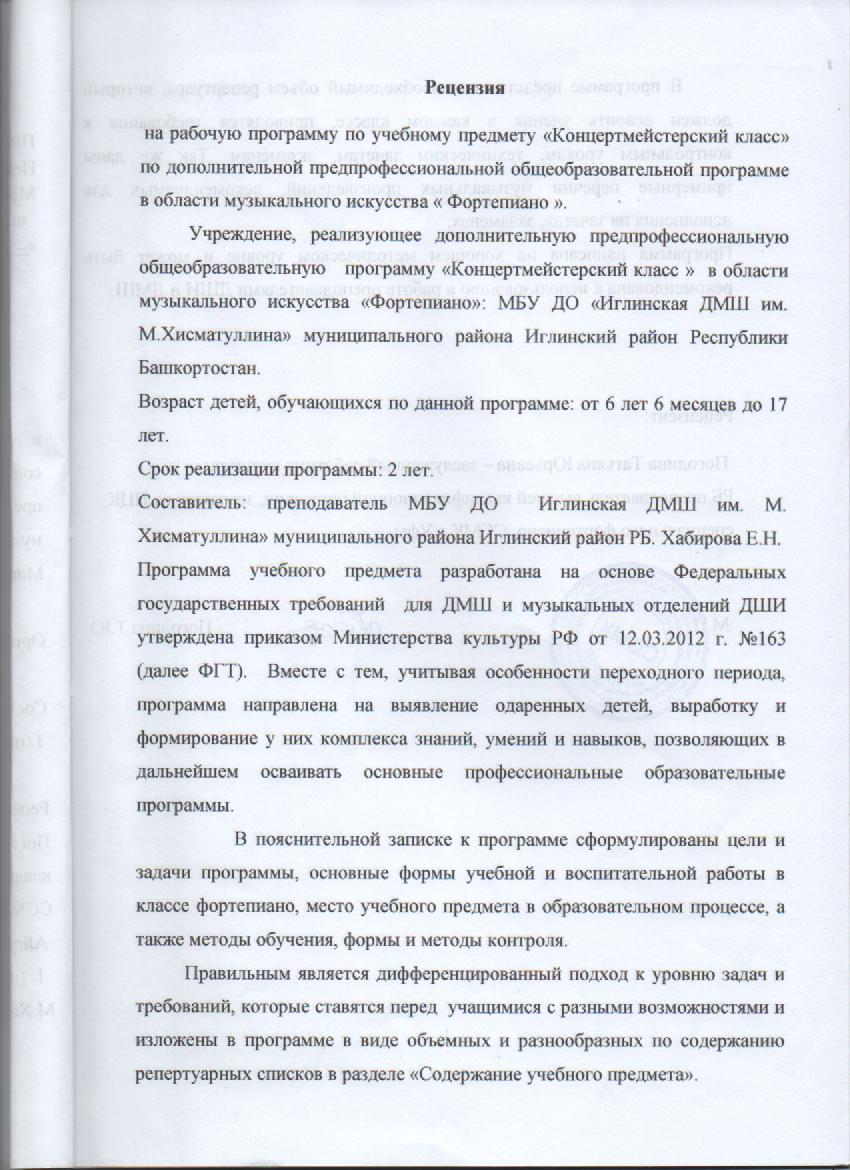 Рецензия
на рабочую программу по учебному предмету «Концертмейстерский класс»
по дополнительной предпрофессиональной общеобразовательной программе
в области музыкального искусства « Фортепиано ».
Учреждение, реализующее дополнительную предпрофессиональную
общеобразовательную программу «Концертмейстерский класс » в области
музыкального искусства «Фортепиано»: МБУ ДО «Иглинская ДМШ им.
М.Хисматуллина» муниципального района Иглинский район Республики
Башкортостан.
Возраст детей, обучающихся по данной программе: от 6 лет 6 месяцев до 17
лет.
Срок реализации программы: 2 лет.
Составитель: преподаватель МБУ ДО Иглинская ДМШ им. М.
Хисматуллина» муниципального района Иглинский район РБ. Хабирова Е.Н.
Программа учебного предмета разработана на основе Федеральных
государственных требований для ДМШ и музыкальных отделений ДШИ
утверждена приказом Министерства культуры РФ от 12.03.2012 г. №163
(далее ФГТ). Вместе с тем, учитывая особенности переходного периода,
программа направлена на выявление одаренных детей, выработку и
формирование у них комплекса знаний, умений и навыков, позволяющих в
дальнейшем осваивать основные профессиональные образовательные
программы.
В пояснительной записке к программе сформулированы цели и
задачи программы, основные формы учебной и воспитательной работы в
классе фортепиано, место учебного предмета в образовательном процессе, а
также методы обучения, формы и методы контроля.
Правильным является дифференцированный подход к уровню задач и
требований, которые ставятся перед учащимися с разными возможностями и
изложены в программе в виде объемных и разнообразных по содержанию
репертуарных списков в разделе «Содержание учебного предмета».